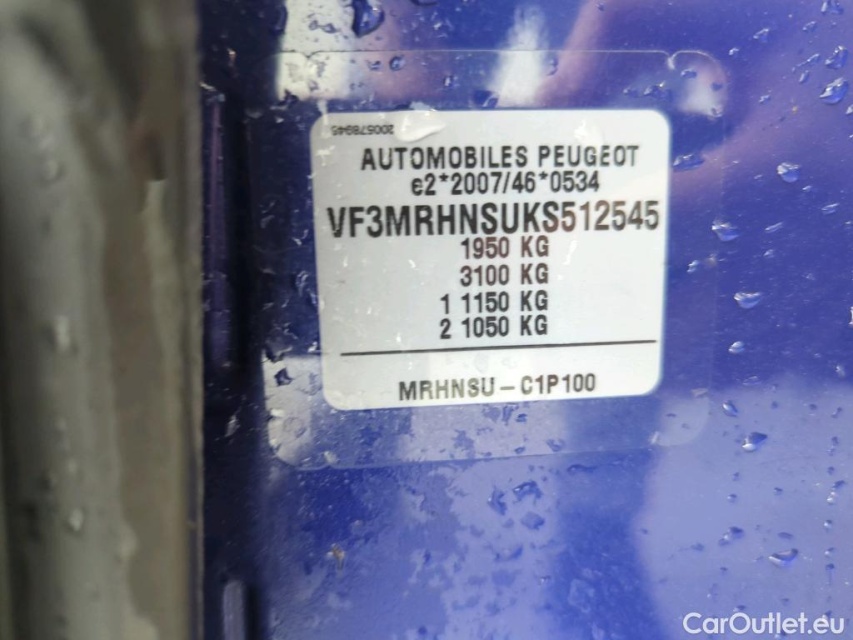 200578945
AUTOMOBILES PEUGEOT
e2*2007/46*0534
VF3MRHNSUKS512545
1950 KG
3100 KG
1 1150 KG
2 1050 KG
MRHNSU-C1P100
CarOutlet.eu